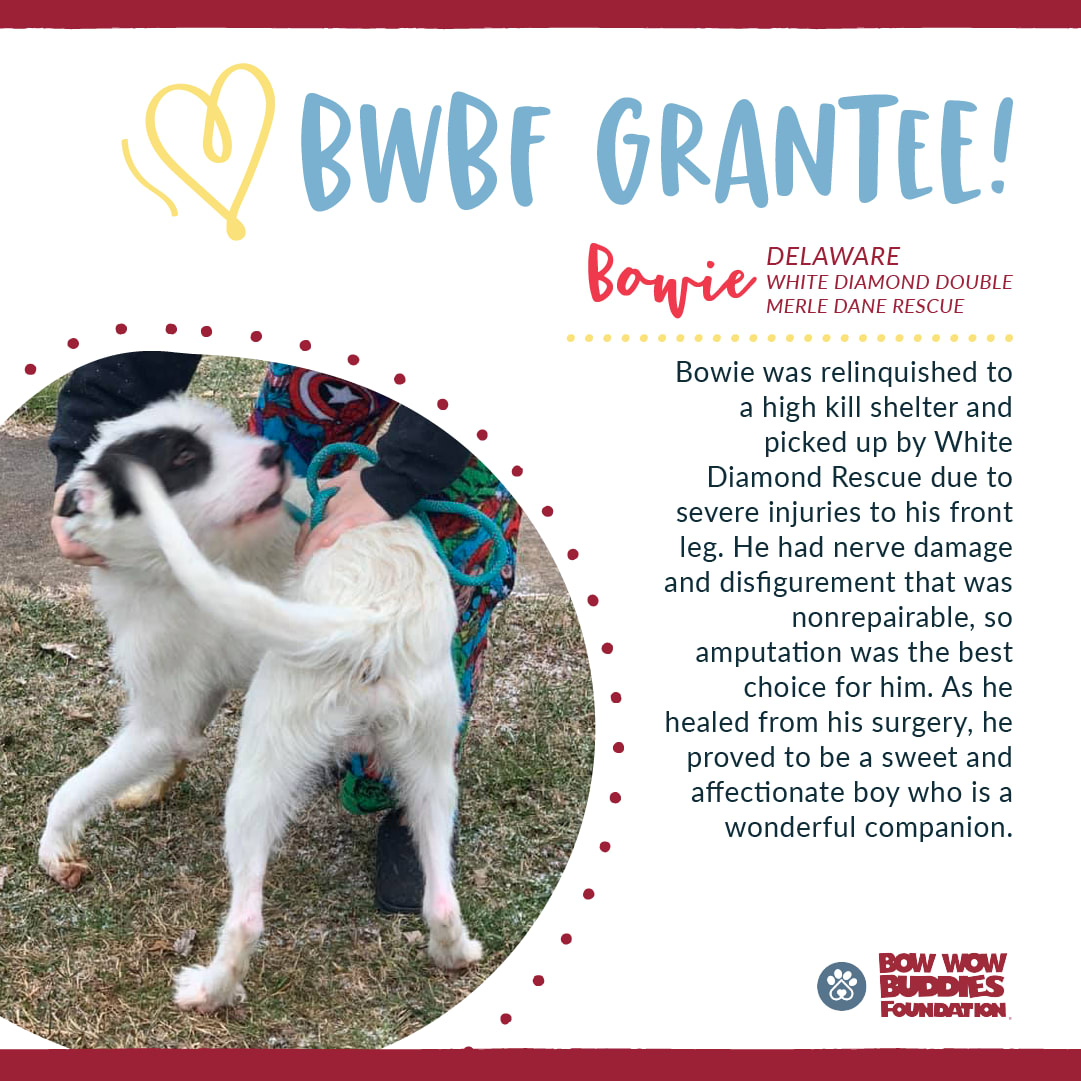 BWBF GRANTEE!
Bowie
DELAWARE
WHITE DIAMOND DOUBLE
MERLE DANE RESCUE
Bowie was relinquished to
a high kill shelter and
picked up by White
Diamond Rescue due to
severe injuries to his front
leg. He had nerve damage
and disfigurement that was
nonrepairable, so
amputation was the best
choice for him. As he
healed from his surgery, he
proved to be a sweet and
affectionate boy who is a
wonderful companion.
BOW WOW
BUDDIES
FOUNDATION